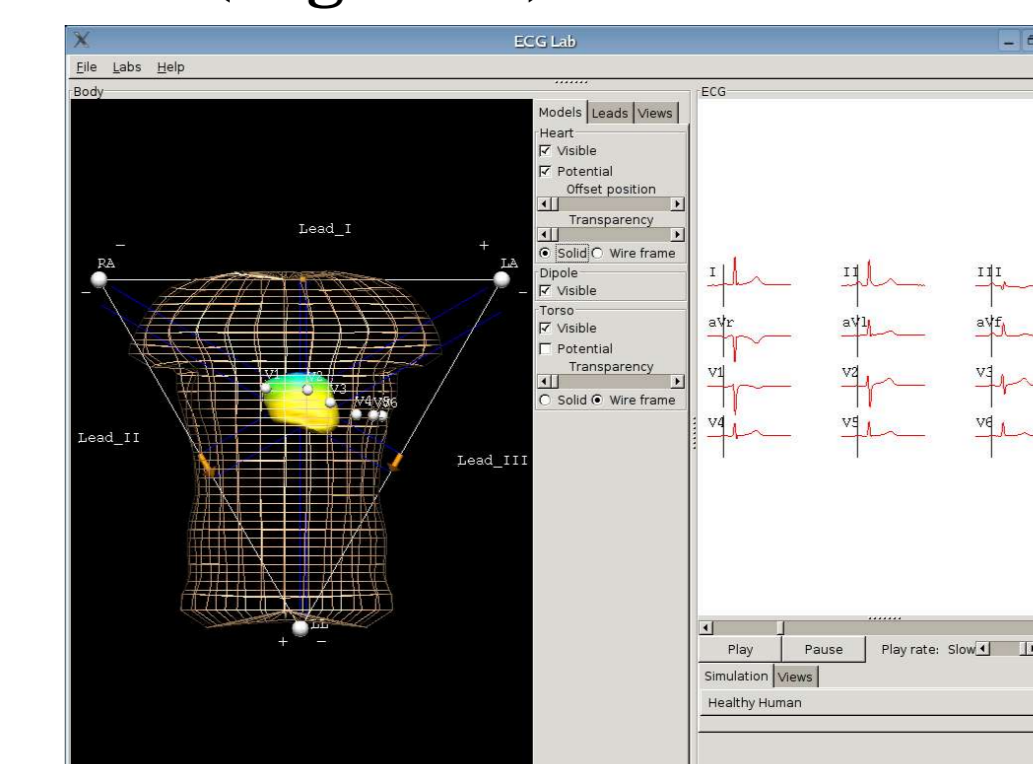 ECG Lab
File Labs Help
Body
Lead_I
− +
RA LA
− −
V1 V2 V3 V4
Lead_II
Lead_III
LL
+ −
Models Leads Views
Heart
Visible
Potential
Offset position
Transparency
Solid Wire frame
Dipole
Visible
Torso
Visible
Potential
Transparency
Solid Wire frame
ECG
I II III
aVr aVl aVf
V1 V2 V3
V4 V5 V6
Play Pause Play rate: Slow
Simulation Views
Healthy Human